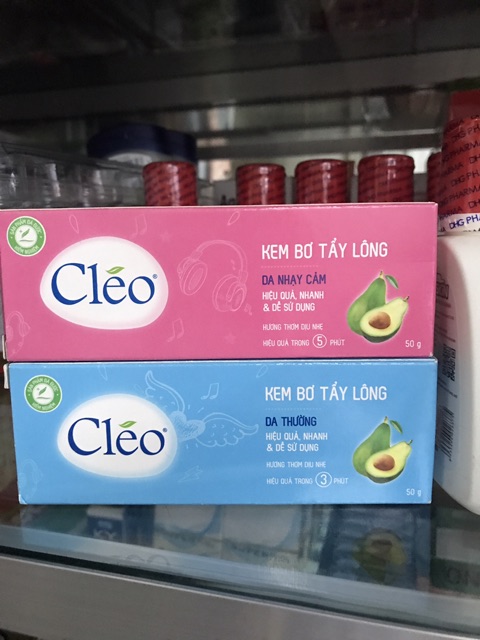 Cléo®
KEM BƠ TẨY LÔNG
DA NHẠY CẢM
HIỆU QUẢ, NHANH
& DỄ SỬ DỤNG
HƯƠNG THƠM DỊU NHẸ
HIỆU QUẢ TRONG 5 PHÚT
50 g
Cléo®
KEM BƠ TẨY LÔNG
DA THƯỜNG
HIỆU QUẢ, NHANH
& DỄ SỬ DỤNG
HƯƠNG THƠM DỊU NHẸ
HIỆU QUẢ TRONG 3 PHÚT
50 g
DHG PHARMA